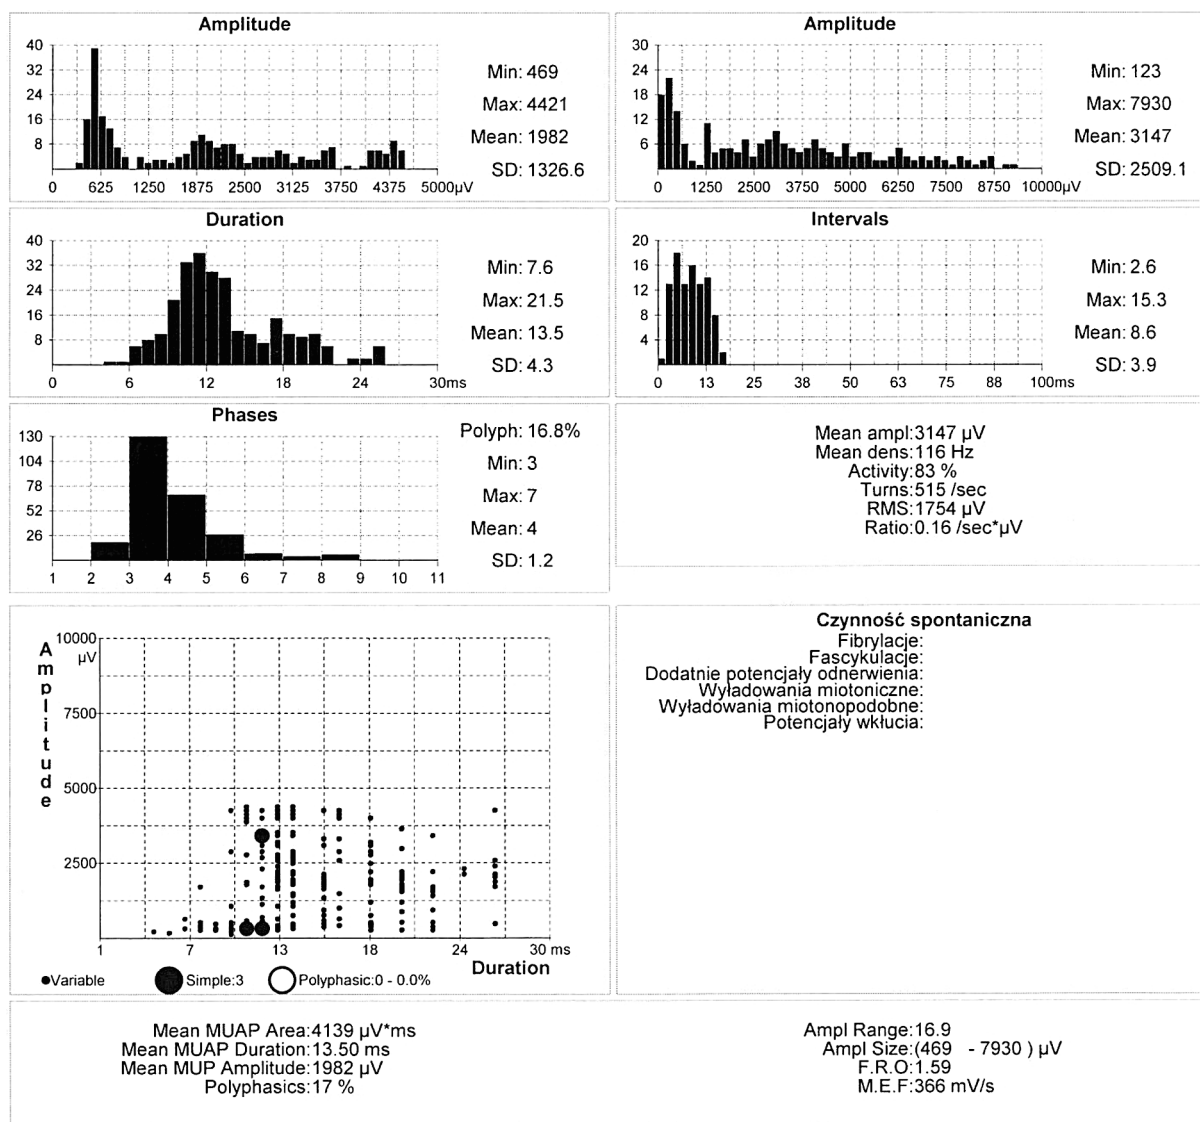 Amplitude
40
32
24
16
8
0 625 1250 1875 2500 3125 3750 4375 5000µV
Min: 469
Max: 4421
Mean: 1982
SD: 1326.6
Amplitude
30
24
18
12
6
0 1250 2500 3750 5000 6250 7500 8750 10000µV
Min: 123
Max: 7930
Mean: 3147
SD: 2509.1
Duration
40
32
24
16
8
0 6 12 18 24 30ms
Min: 7.6
Max: 21.5
Mean: 13.5
SD: 4.3
Intervals
20
16
12
8
4
0 13 25 38 50 63 75 88 100ms
Min: 2.6
Max: 15.3
Mean: 8.6
SD: 3.9
Phases
130
104
78
52
26
1 2 3 4 5 6 7 8 9 10 11
Polyph: 16.8%
Min: 3
Max: 7
Mean: 4
SD: 1.2
Mean ampl:3147 µV
Mean dens:116 Hz
Activity:83 %
Turns:515 /sec
RMS:1754 µV
Ratio:0.16 /sec*µV
Amplitude
10000
µV
7500
5000
2500
1 7 13 18 24 30 ms
Duration
Variable Simple:3 Polyphasic:0 - 0.0%
Czynność spontaniczna
Fibrylacje:
Fascykulacje:
Dodatnie potencjały odnerwienia:
Wyładowania miotoniczne:
Wyładowania miotonopodobne:
Potencjały wkłucia:
Mean MUAP Area:4139 µV*ms
Mean MUAP Duration:13.50 ms
Mean MUP Amplitude:1982 µV
Polyphasics:17 %
Ampl Range:16.9
Ampl Size:(469 - 7930 ) µV
F.R.O:1.59
M.E.F:366 mV/s